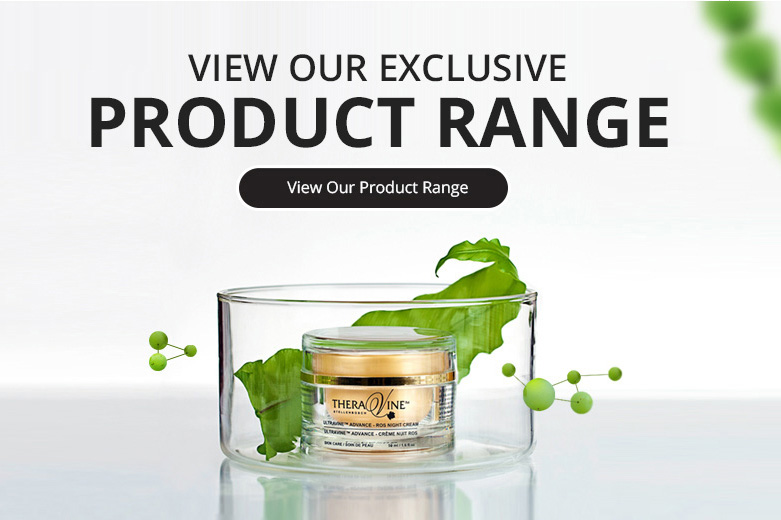 VIEW OUR EXCLUSIVE
PRODUCT RANGE
View Our Product Range
THERAVINE™
STELLENBOSCH
ULTRAVINE™ ADVANCE - ROS NIGHT CREAM
ULTRAVINE™ ADVANCE - CRÈME NUIT ROS
SKIN CARE / SOIN DE PEAU